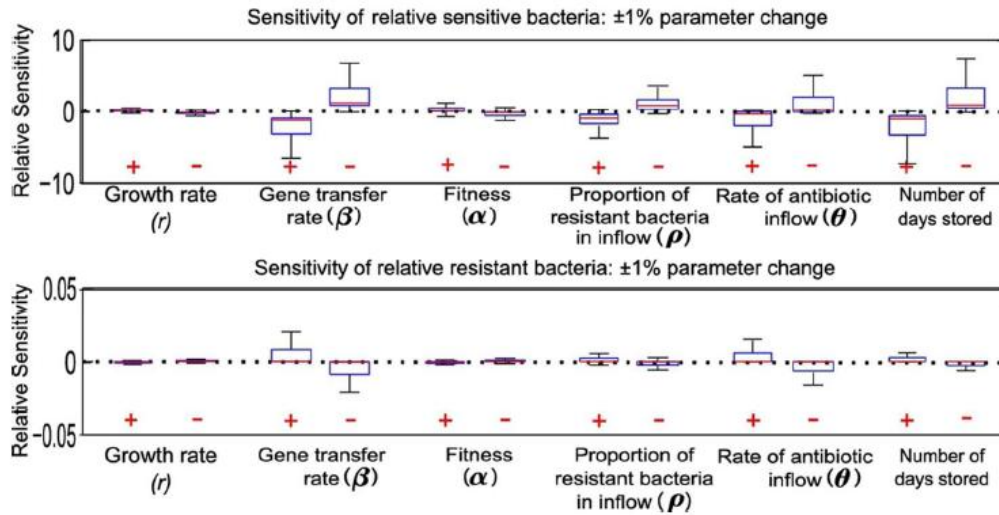 Sensitivity of relative sensitive bacteria: ±1% parameter change
10
0
−10
Relative Sensitivity
+ − + − + − + − + − + −
Growth rate (r)
Gene transfer rate (β)
Fitness (α)
Proportion of resistant bacteria in inflow (ρ)
Rate of antibiotic inflow (θ)
Number of days stored
Sensitivity of relative resistant bacteria: ±1% parameter change
0.05
0
−0.05
Relative Sensitivity
+ − + − + − + − + − + −
Growth rate (r)
Gene transfer rate (β)
Fitness (α)
Proportion of resistant bacteria in inflow (ρ)
Rate of antibiotic inflow (θ)
Number of days stored